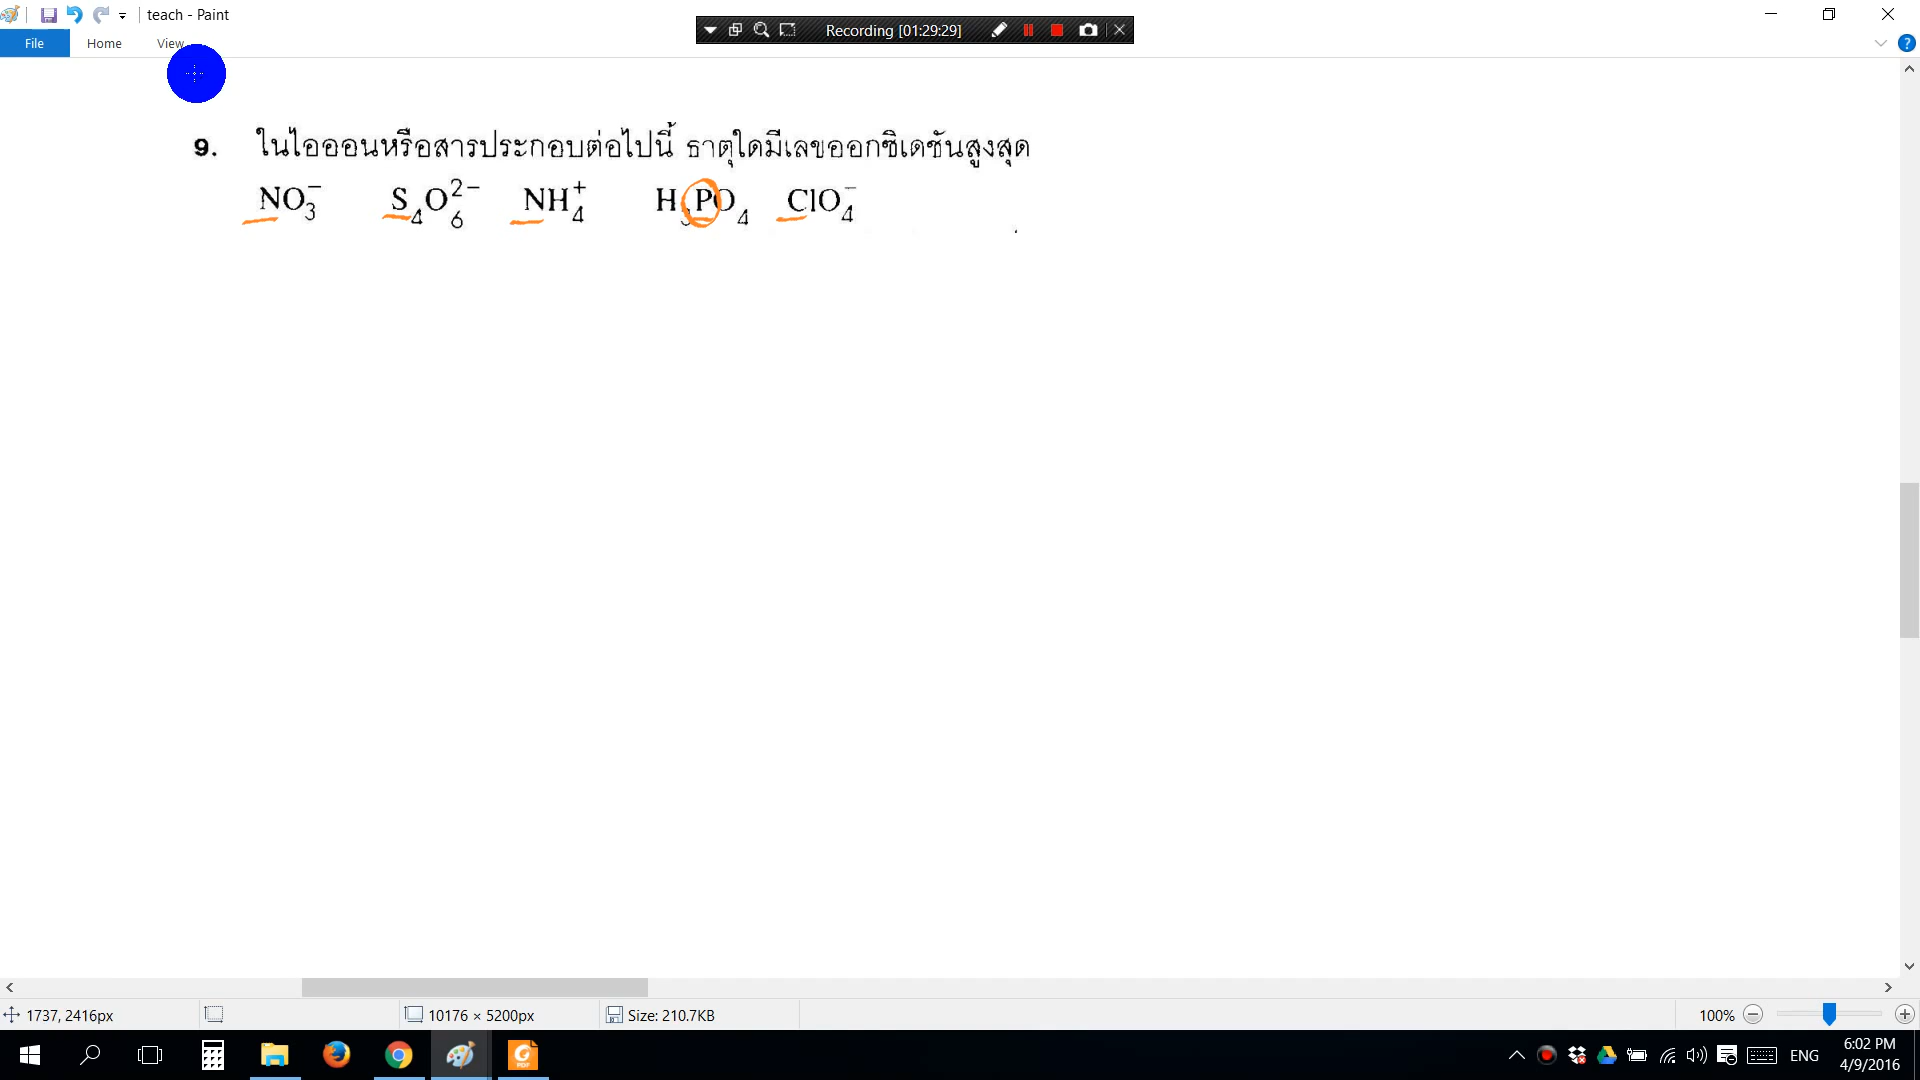 teach - Paint
Recording [01:29:29]
File Home View
9. ในไอออนหรือสารประกอบต่อไปนี้ ธาตุใดมีเลขออกซิเดชันสูงสุด
NO₃⁻ S₄O₆²⁻ NH₄⁺ H₃PO₄ ClO₄⁻
1737, 2416px 10176 × 5200px Size: 210.7KB 100%
ENG
6:02 PM
4/9/2016